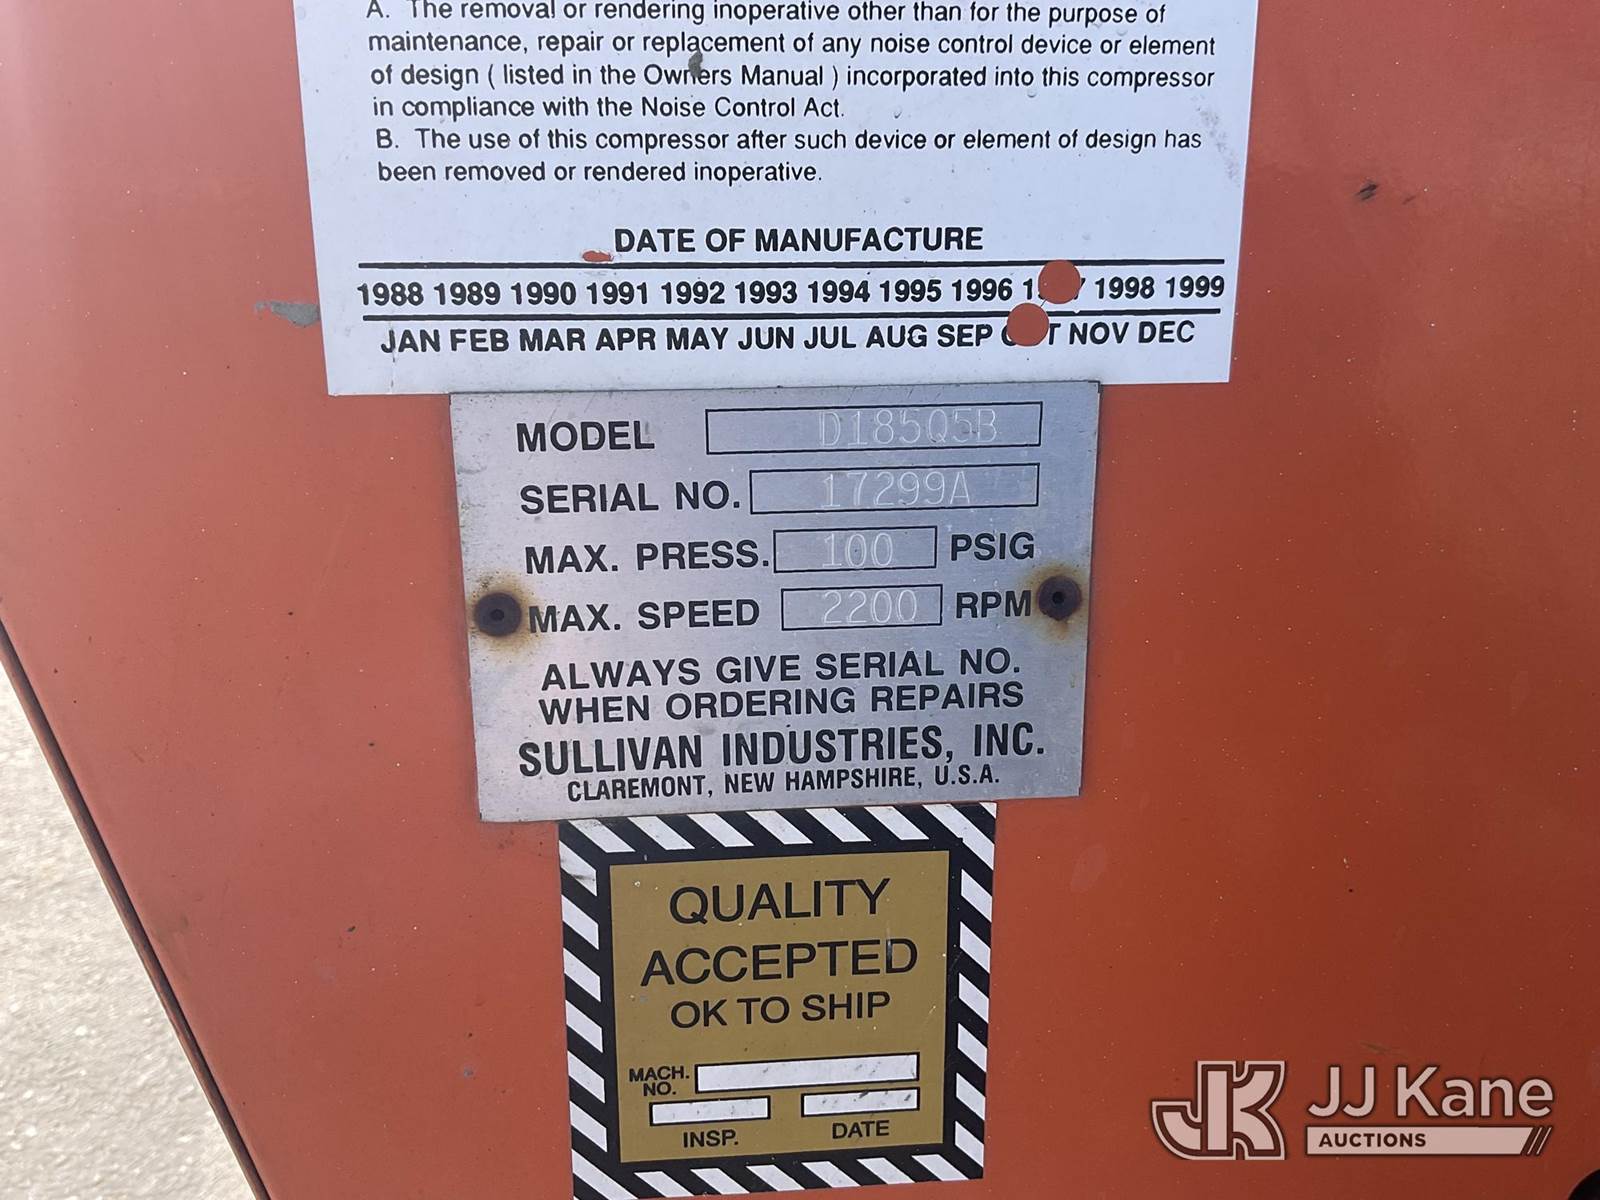 A. The removal or rendering inoperative other than for the purpose of
maintenance, repair or replacement of any noise control device or element
of design ( listed in the Owners Manual ) incorporated into this compressor
in compliance with the Noise Control Act.
B. The use of this compressor after such device or element of design has
been removed or rendered inoperative.
DATE OF MANUFACTURE
1988 1989 1990 1991 1992 1993 1994 1995 1996 1998 1999
JAN FEB MAR APR MAY JUN JUL AUG SEP NOV DEC
MODEL D185Q5B
SERIAL NO. 17299A
MAX. PRESS. 100 PSIG
MAX. SPEED 2200 RPM
ALWAYS GIVE SERIAL NO.
WHEN ORDERING REPAIRS
SULLIVAN INDUSTRIES, INC.
CLAREMONT, NEW HAMPSHIRE, U.S.A.
QUALITY
ACCEPTED
OK TO SHIP
MACH.
NO.
INSP. DATE
JK JJ Kane
AUCTIONS